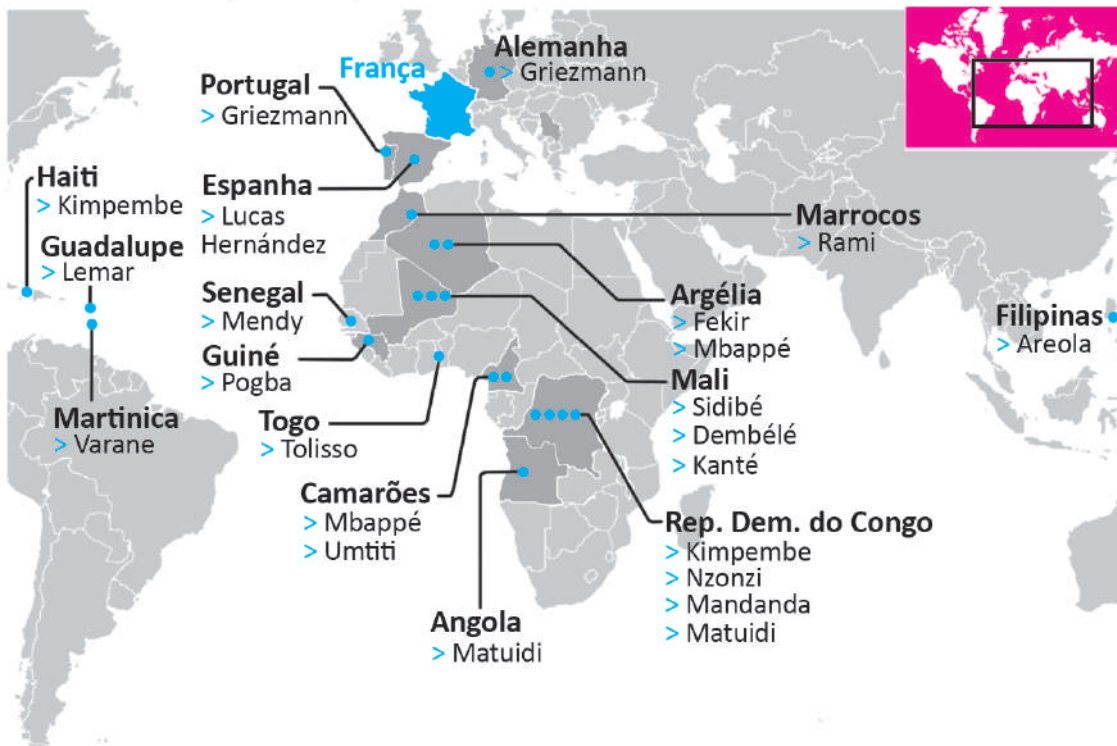 França
Alemanha
> Griezmann
Portugal
> Griezmann
Haiti
> Kimpembe
Espanha
> Lucas
Hernández
Marrocos
> Rami
Guadalupe
> Lemar
Senegal
> Mendy
Argélia
> Fekir
> Mbappé
Filipinas
> Areola
Guiné
> Pogba
Mali
> Sidibé
> Dembélé
> Kanté
Martinica
> Varane
Togo
> Tolisso
Camarões
> Mbappé
> Umtiti
Rep. Dem. do Congo
> Kimpembe
> Nzonzi
> Mandanda
> Matuidi
Angola
> Matuidi